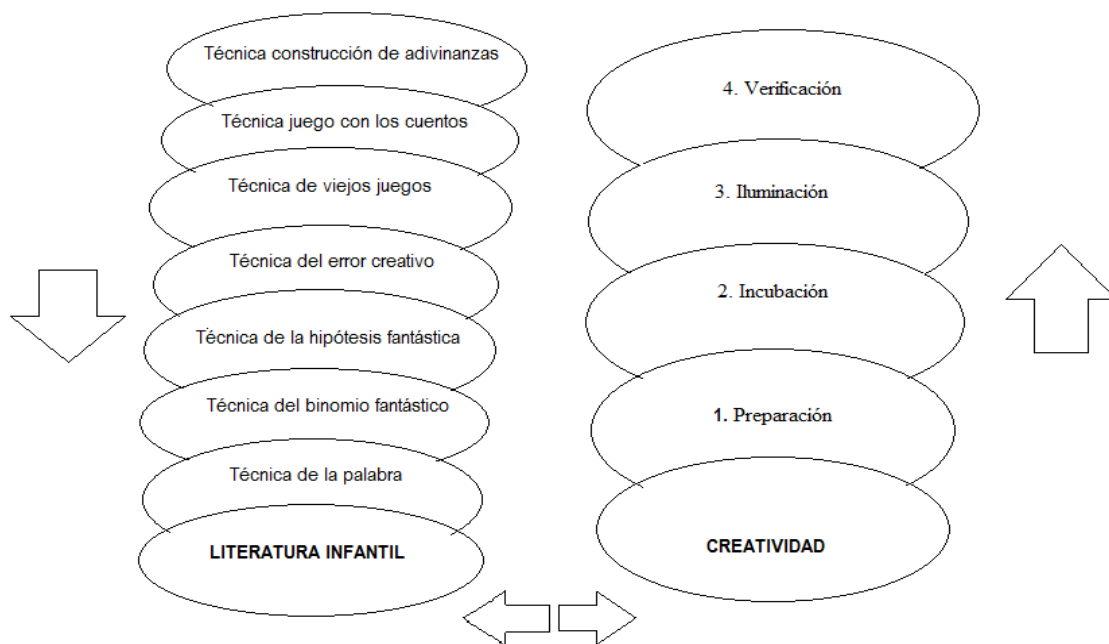 Técnica construcción de adivinanzas
Técnica juego con los cuentos
Técnica de viejos juegos
Técnica del error creativo
Técnica de la hipótesis fantástica
Técnica del binomio fantástico
Técnica de la palabra
LITERATURA INFANTIL
4. Verificación
3. Iluminación
2. Incubación
1. Preparación
CREATIVIDAD